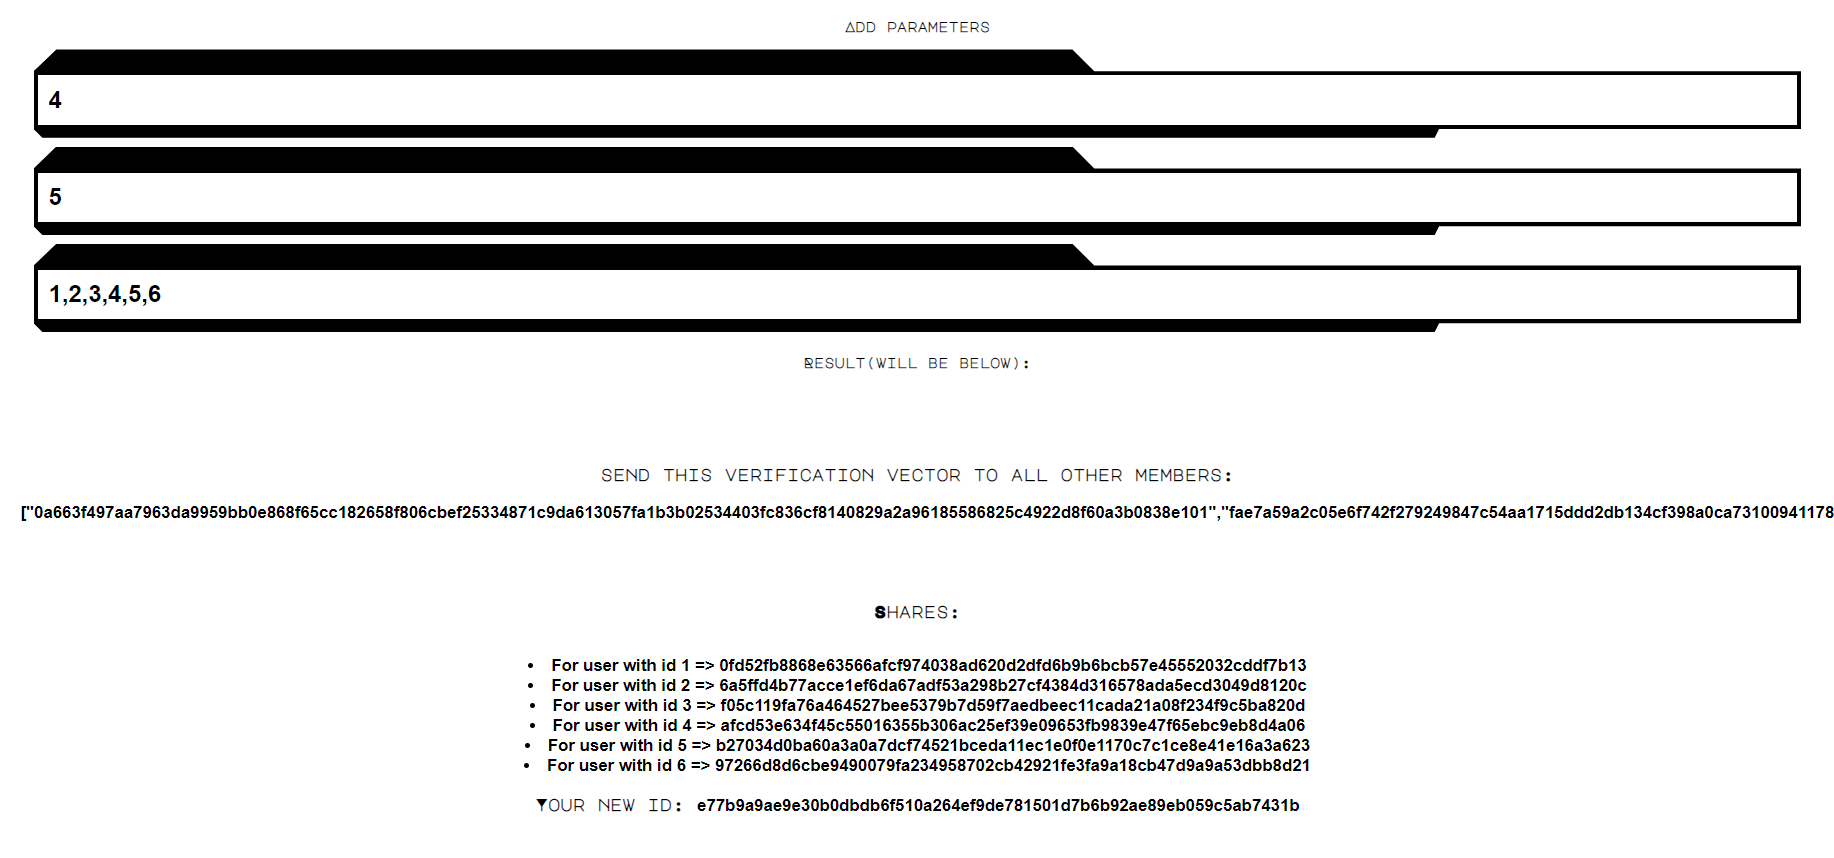 ADD PARAMETERS
4
5
1,2,3,4,5,6
RESULT(WILL BE BELOW):
SEND THIS VERIFICATION VECTOR TO ALL OTHER MEMBERS:
["0a663f497aa7963da9959bb0e868f65cc182658f806cbef25334871c9da613057fa1b3b02534403fc836cf8140829a2a96185586825c4922d8f60a3b0838e101","fae7a59a2c05e6f742f279249847c54aa1715ddd2db134cf398a0ca73100941178
SHARES:
• For user with id 1 => 0fd52fb8868e63566afcf974038ad620d2dfd6b9b6bcb57e45552032cddf7b13
• For user with id 2 => 6a5ffd4b77acce1ef6da67adf53a298b27cf4384d316578ada5ecd3049d8120c
• For user with id 3 => f05c119fa76a464527bee5379b7d59f7aedbeec11cada21a08f234f9c5ba820d
• For user with id 4 => afcd53e634f45c55016355b306ac25ef39e09653fb9839e47f65ebc9eb8d4a06
• For user with id 5 => b27034d0ba60a3a0a7dcf74521bceda11ec1e0f0e1170c7c1ce8e41e16a3a623
• For user with id 6 => 97266d8d6cbe9490079fa234958702cb42921fe3fa9a18cb47d9a9a53dbb8d21
YOUR NEW ID: e77b9a9ae9e30b0dbdb6f510a264ef9de781501d7b6b92ae89eb059c5ab7431b